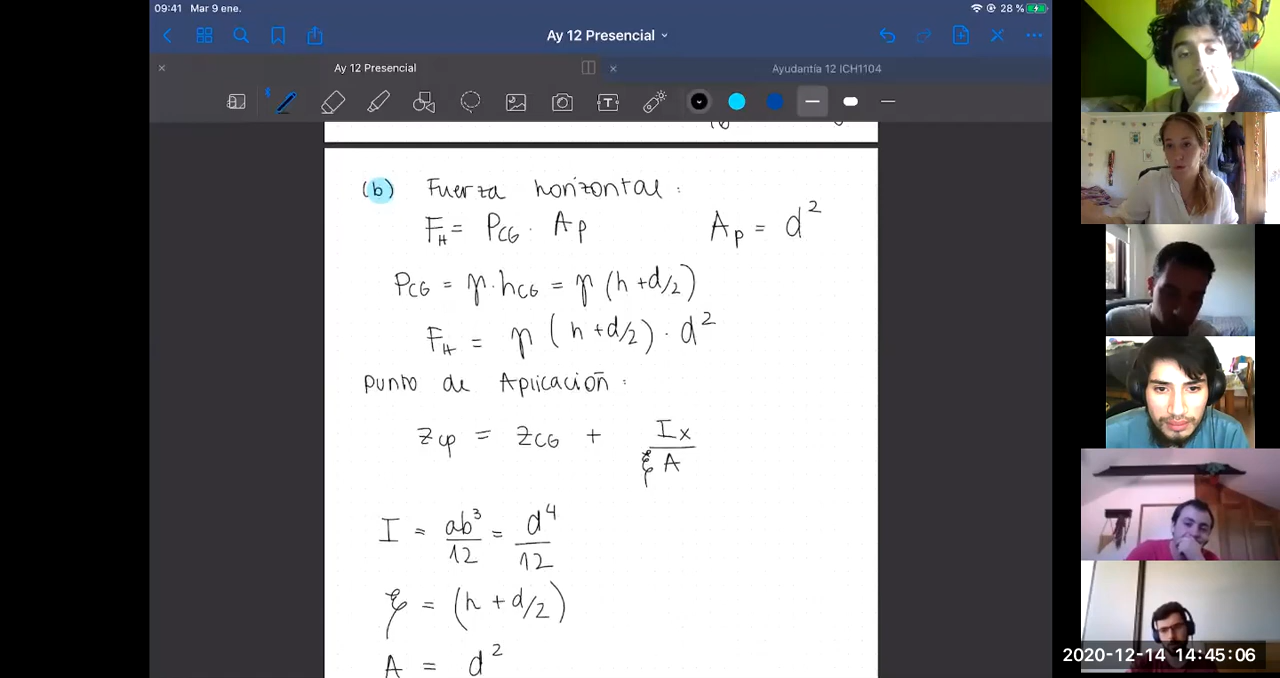 09:41 Mar 9 ene. 28 %
Ay 12 Presencial
Ay 12 Presencial Ayudantía 12 ICH1104
(b) Fuerza horizontal:
F_H = P_CG · A_P A_P = d²
P_CG = γ·h_CG = γ (h + d/2)
F_H = γ (h + d/2) · d²
Punto de Aplicación:
z_cp = z_CG + I_x / ξ A
I = ab³/12 = d⁴/12
ξ = (h + d/2)
A = d²
2020-12-14 14:45:06